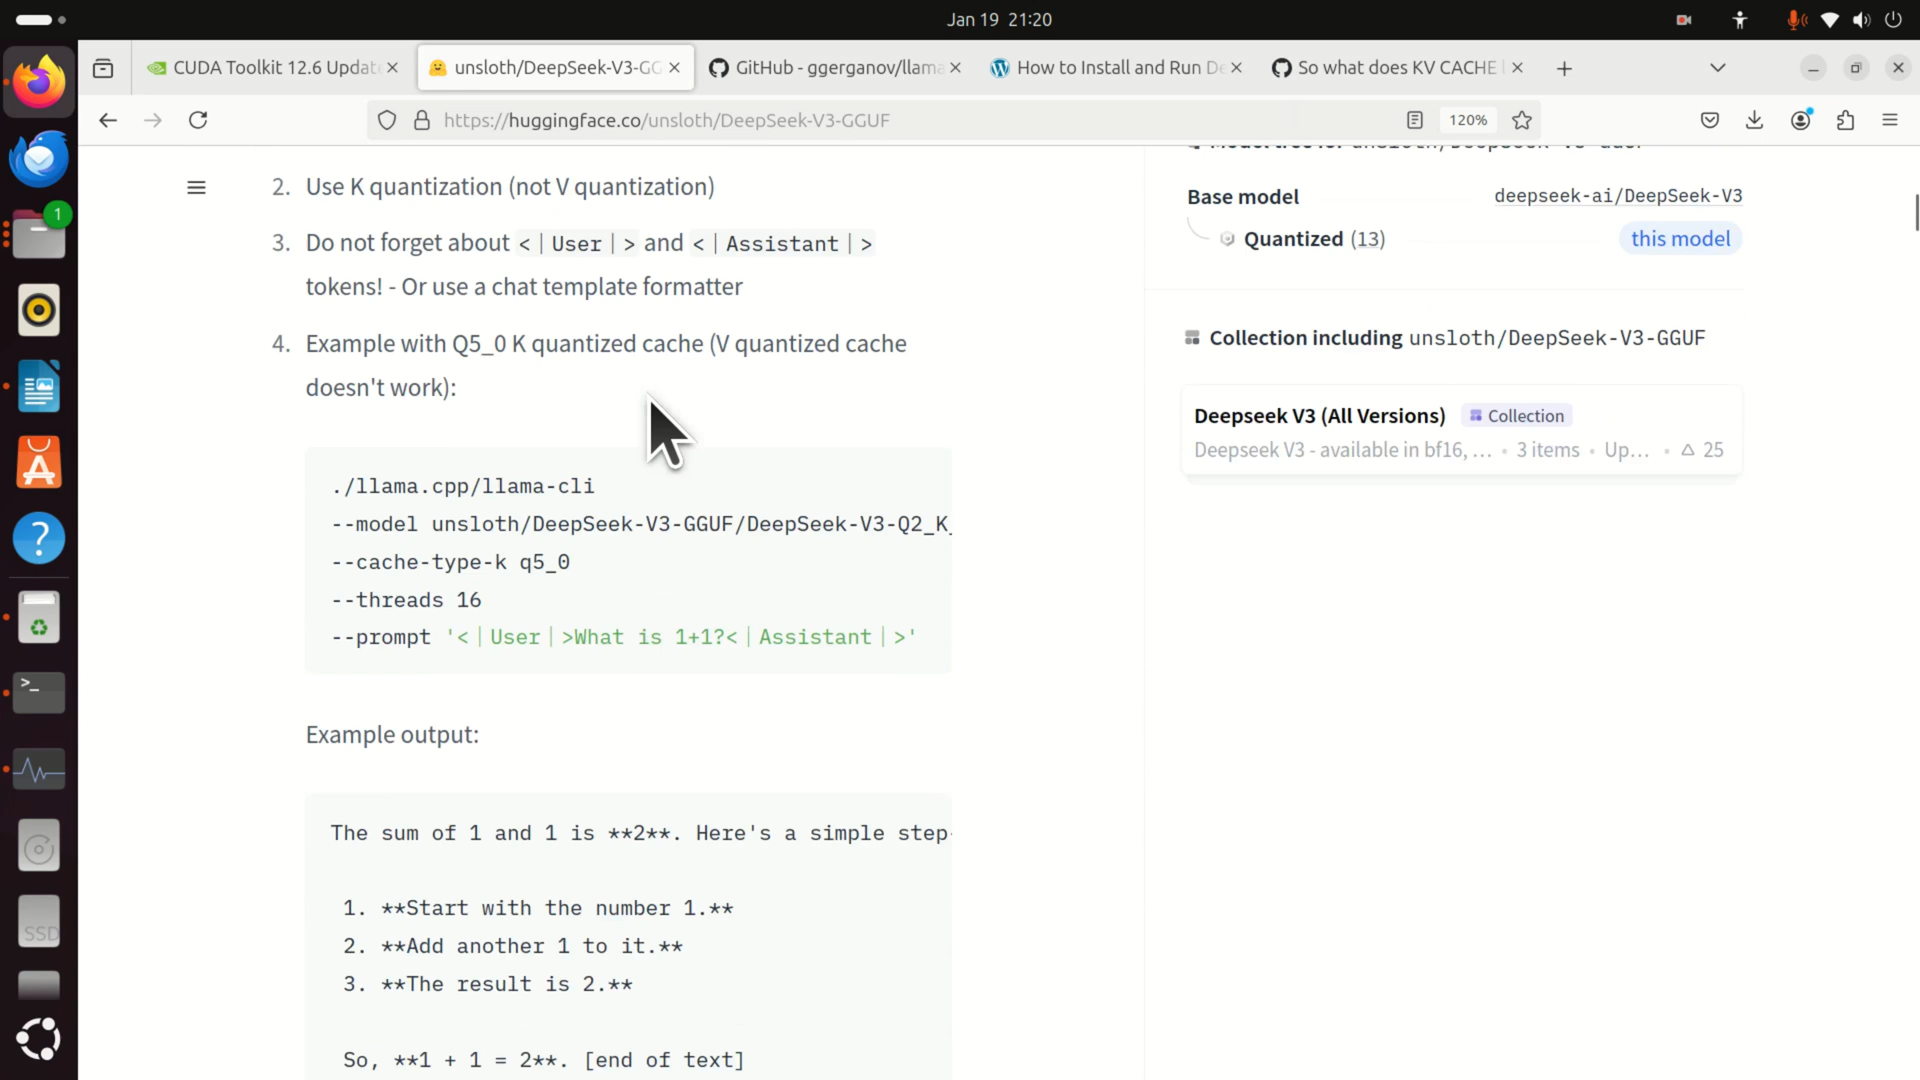 Jan 19 21:20
CUDA Toolkit 12.6 Updat
unsloth/DeepSeek-V3-GG
GitHub - ggerganov/llama
How to Install and Run De
So what does KV CACHE
https://huggingface.co/unsloth/DeepSeek-V3-GGUF
120%
1
2. Use K quantization (not V quantization)
3. Do not forget about <｜User｜> and <｜Assistant｜>
tokens! - Or use a chat template formatter
4. Example with Q5_0 K quantized cache (V quantized cache
doesn't work):
./llama.cpp/llama-cli
--model unsloth/DeepSeek-V3-GGUF/DeepSeek-V3-Q2_K_
--cache-type-k q5_0
--threads 16
--prompt '<｜User｜>What is 1+1?<｜Assistant｜>'
Example output:
The sum of 1 and 1 is **2**. Here's a simple step-
1. **Start with the number 1.**
2. **Add another 1 to it.**
3. **The result is 2.**
So, **1 + 1 = 2**. [end of text]
Base model
deepseek-ai/DeepSeek-V3
Quantized (13)
this model
Collection including unsloth/DeepSeek-V3-GGUF
Deepseek V3 (All Versions) Collection
Deepseek V3 - available in bf16, ... • 3 items • Up... • △ 25
SSD